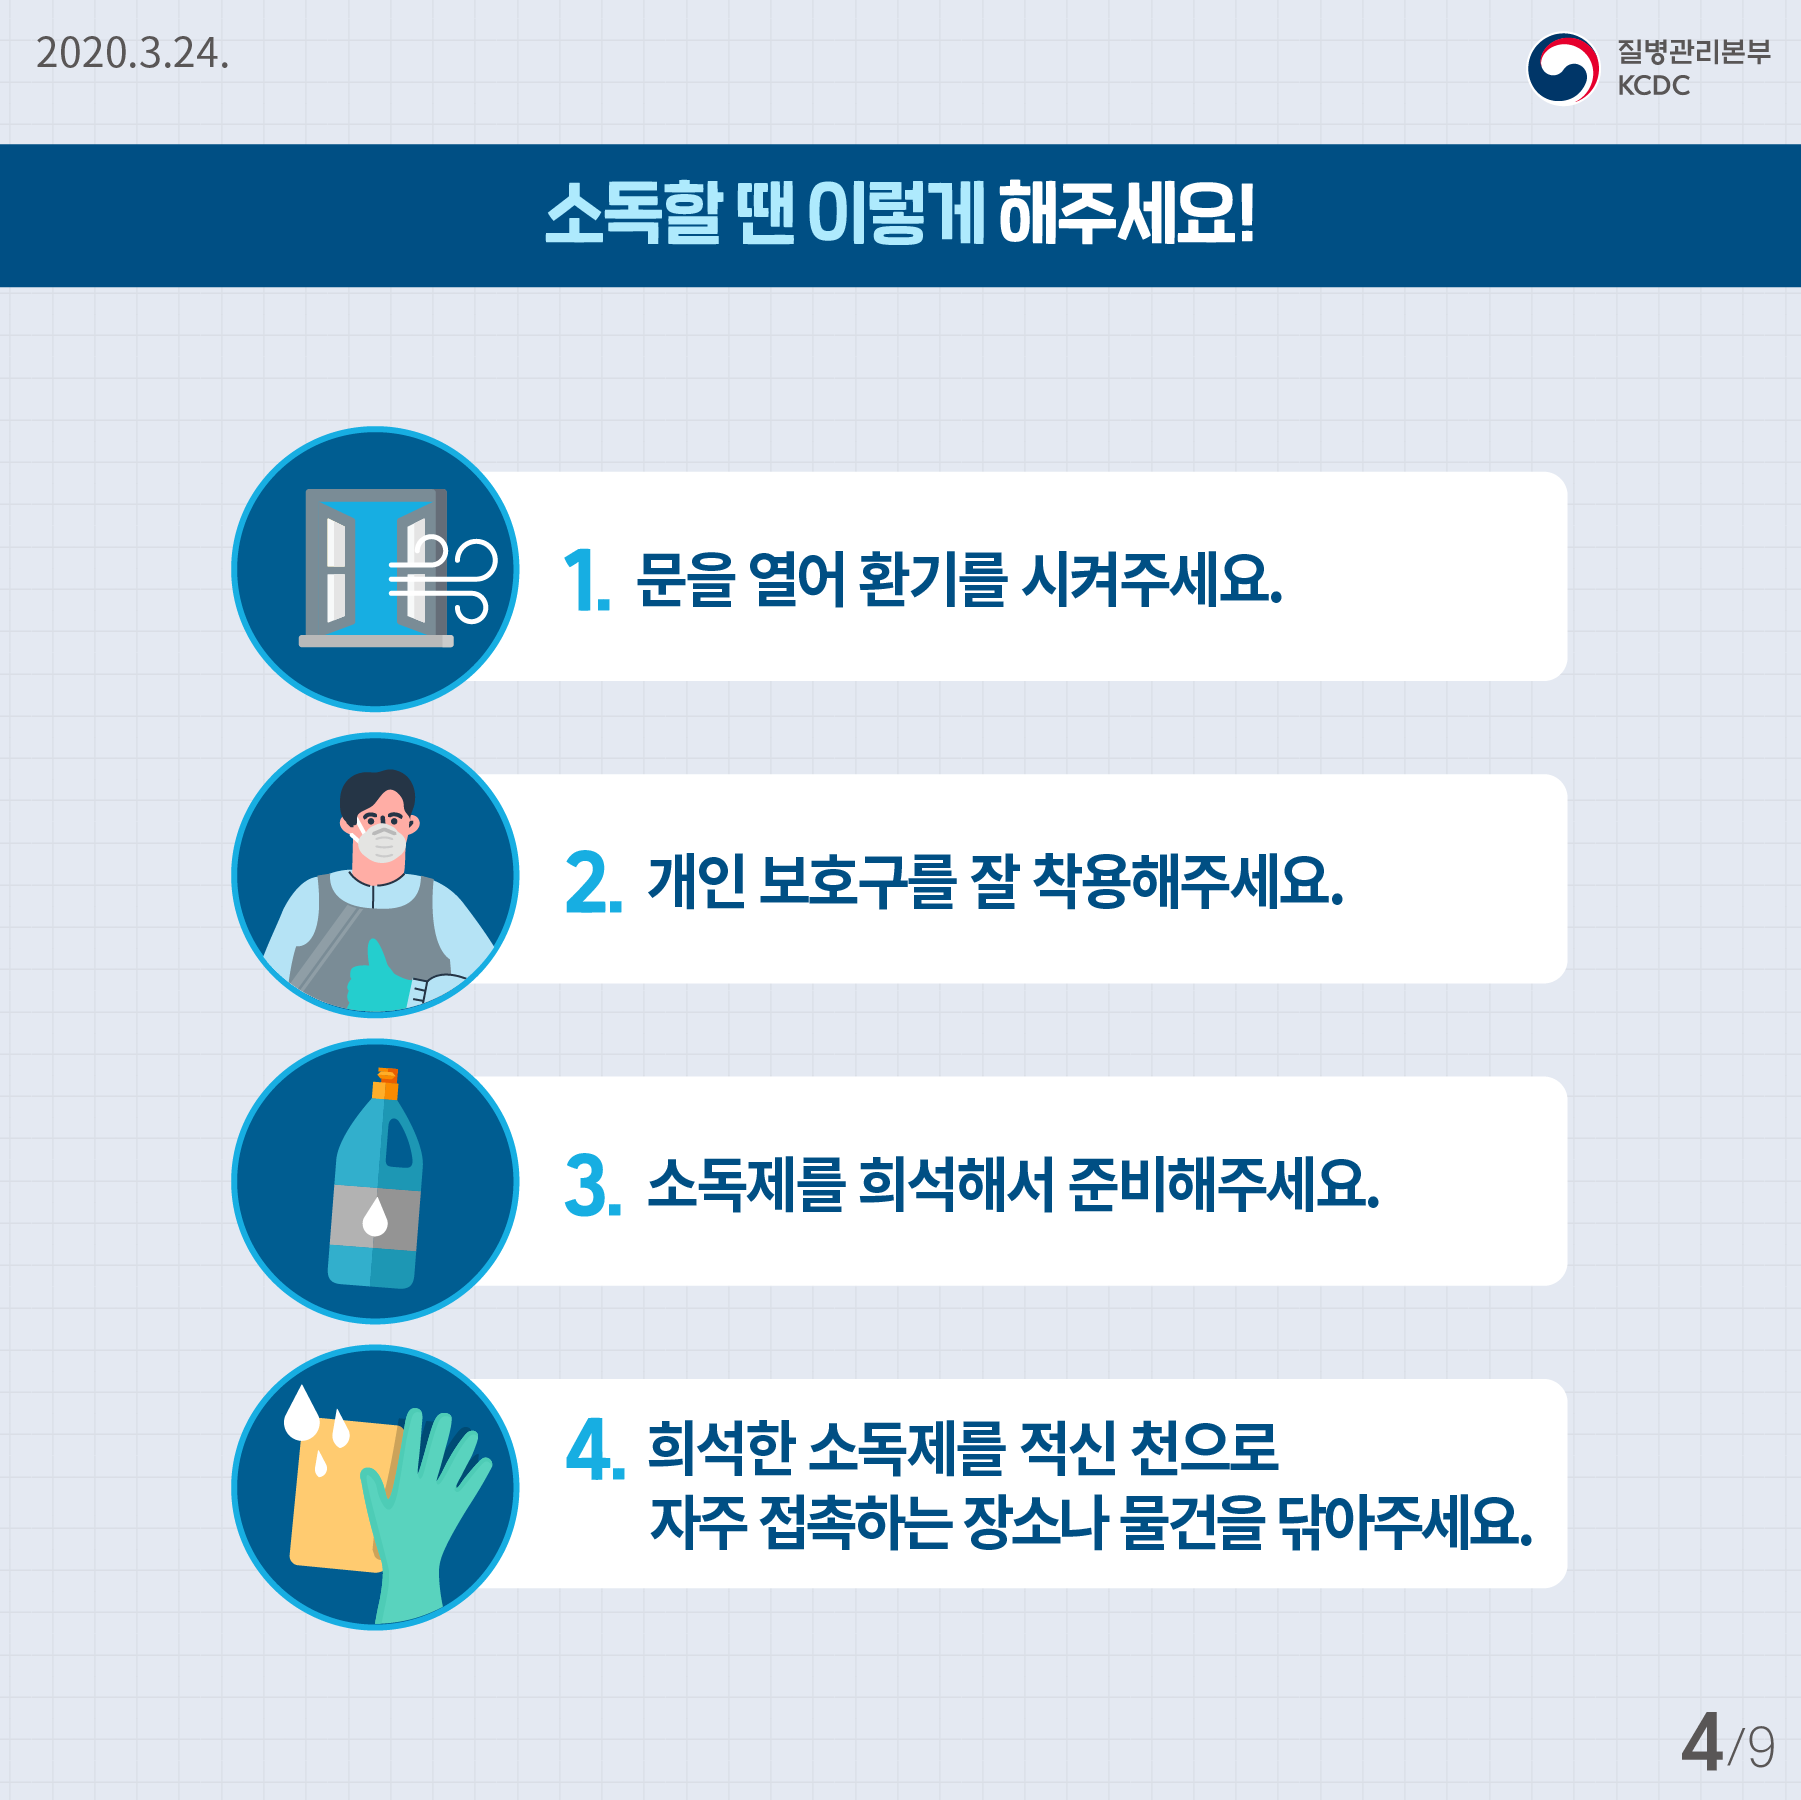 2020.3.24.
질병관리본부
KCDC
소독할 땐 이렇게 해주세요!
1. 문을 열어 환기를 시켜주세요.
2. 개인 보호구를 잘 착용해주세요.
3. 소독제를 희석해서 준비해주세요.
4. 희석한 소독제를 적신 천으로
자주 접촉하는 장소나 물건을 닦아주세요.
4/9